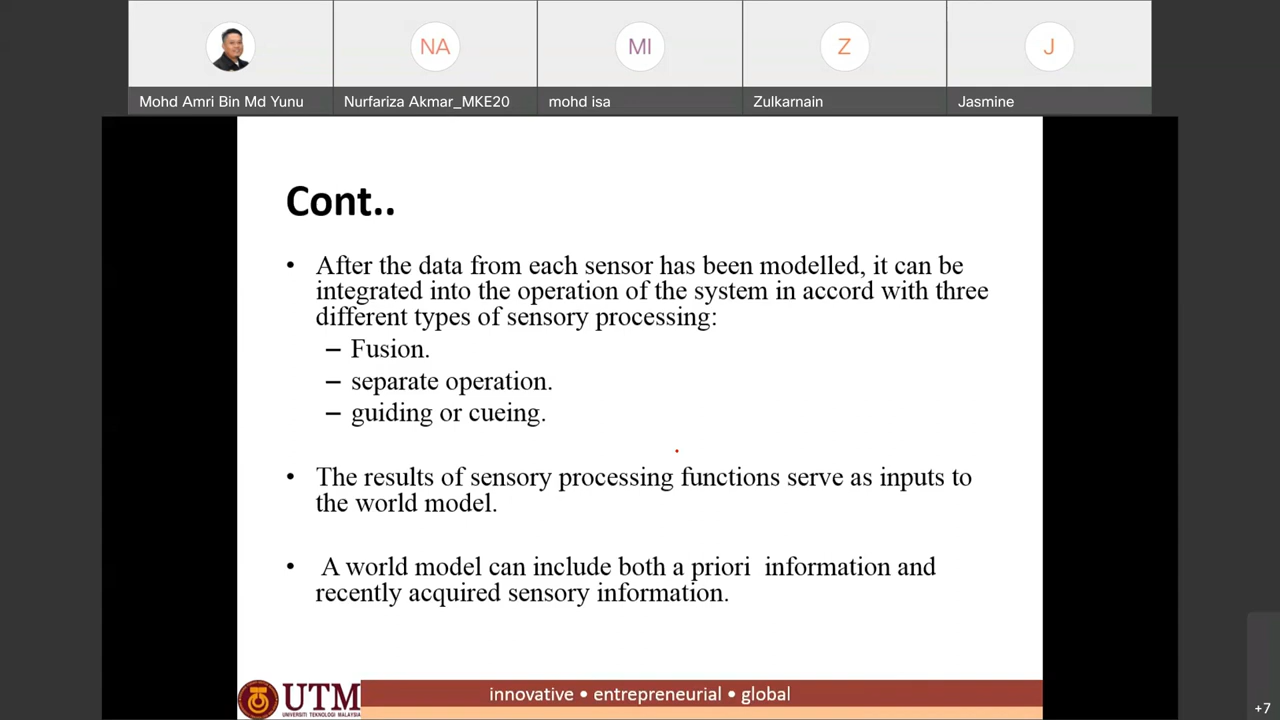 NA
MI
Z
J
Mohd Amri Bin Md Yunu
Nurfariza Akmar_MKE20
mohd isa
Zulkarnain
Jasmine
Cont..
• After the data from each sensor has been modelled, it can be
integrated into the operation of the system in accord with three
different types of sensory processing:
– Fusion.
– separate operation.
– guiding or cueing.
• The results of sensory processing functions serve as inputs to
the world model.
• A world model can include both a priori information and
recently acquired sensory information.
UTM
UNIVERSITI TEKNOLOGI MALAYSIA
innovative • entrepreneurial • global
+7